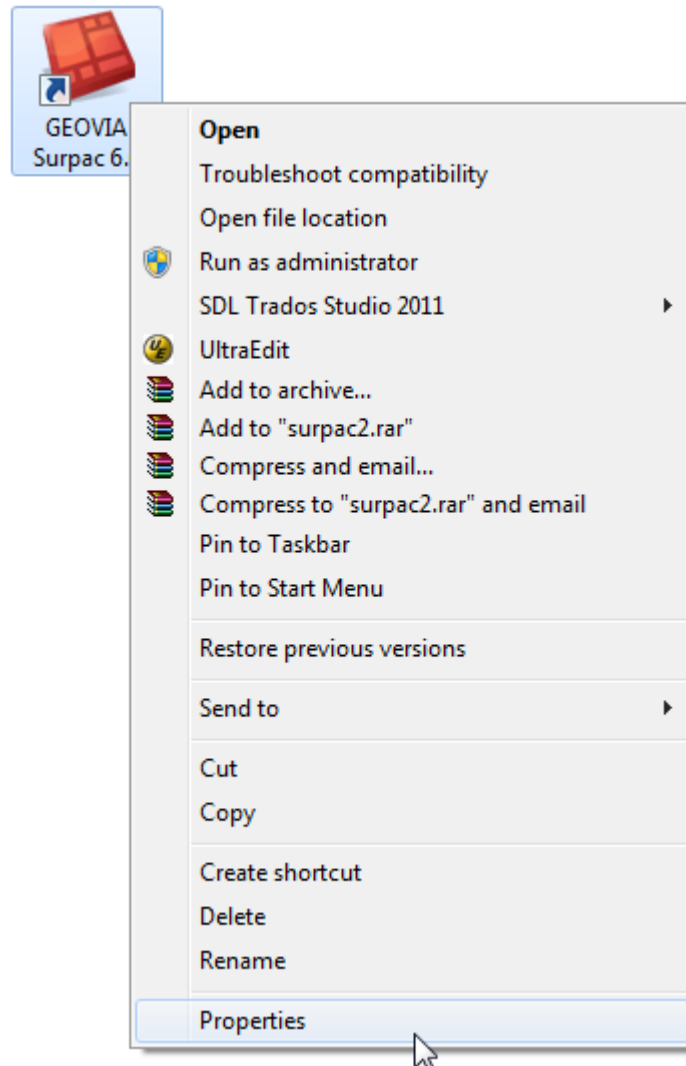 GEOVIA
Surpac 6.
Open
Troubleshoot compatibility
Open file location
Run as administrator
SDL Trados Studio 2011
UE
UltraEdit
Add to archive...
Add to "surpac2.rar"
Compress and email...
Compress to "surpac2.rar" and email
Pin to Taskbar
Pin to Start Menu
Restore previous versions
Send to
Cut
Copy
Create shortcut
Delete
Rename
Properties